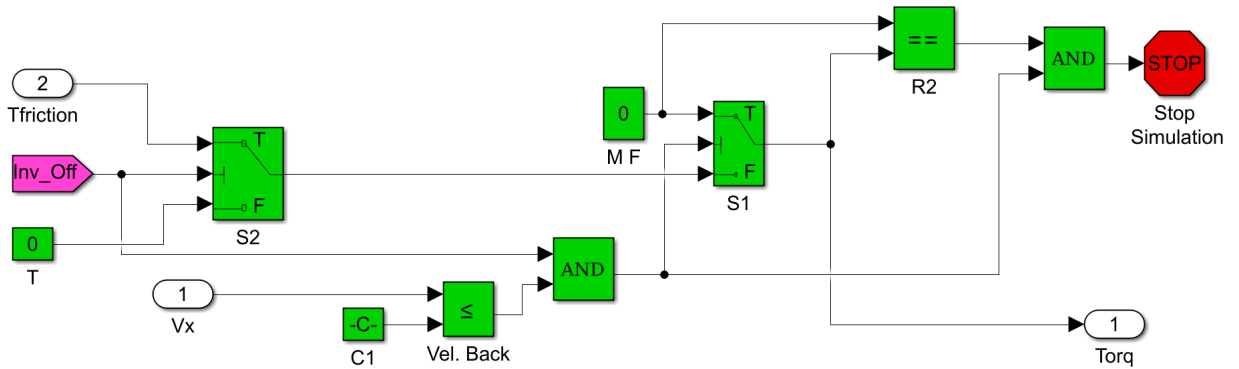 2
Tfriction
Inv_Off
0
T
T
F
S2
1
Vx
-C-
C1
≤
Vel. Back
AND
0
M F
T
F
S1
==
R2
AND
STOP
Stop
Simulation
1
Torq